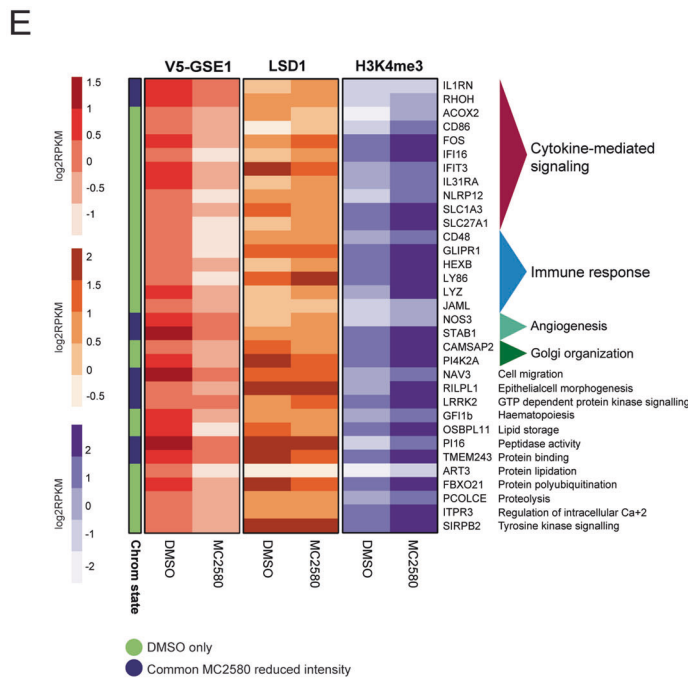 E
V5-GSE1 LSD1 H3K4me3
log2RPKM
1.5
1
0.5
0
-0.5
-1
log2RPKM
2
1
0.5
0
-0.5
log2RPKM
2
1
0
-1
-2
IL1RN
RHOH
ACOX2
CD86
FOS
IFI16
IFIT3
IL31RA
NLRP12
SLC1A3
SLC27A1
CD48
GLIPR1
HEXB
LY86
LYZ
JAML
NOS3
STAB1
CAMSAP2
PI4K2A
NAV3 Cell migration
RILPL1 Epithelialcell morphogenesis
LRRK2 GTP dependent protein kinase signalling
GFI1b Haematopoiesis
OSBPL11 Lipid storage
PI16 Peptidase activity
TMEM243 Protein binding
ART3 Protein lipidation
FBXO21 Protein polyubiquitination
PCOLCE Proteolysis
ITPR3 Regulation of intracellular Ca+2
SIRPB2 Tyrosine kinase signalling
Cytokine-mediated
signaling
Immune response
Angiogenesis
Golgi organization
Chrom state
DMSO
MC2580
DMSO
MC2580
DMSO
MC2580
DMSO only
Common MC2580 reduced intensity